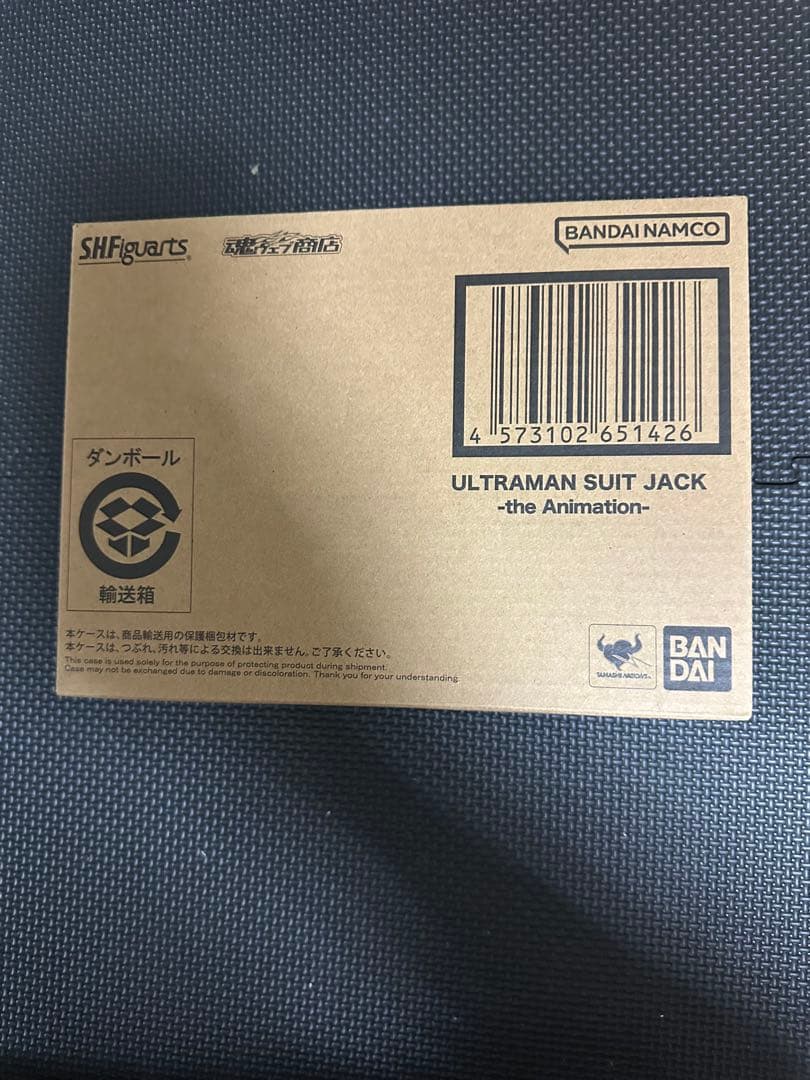 S.H.Figuarts
魂ウェブ商店
BANDAI NAMCO
4 573102 651426
ULTRAMAN SUIT JACK
-the Animation-
ダンボール
輸送箱
本ケースは、商品輸送用の保護梱包材です。
本ケースは、つぶれ、汚れ等による交換は出来ません。ご了承ください。
This case is used solely for the purpose of protecting product during shipment.
Case may not be exchanged due to damage or discoloration. Thank you for your understanding.
TAMASHII NATIONS
BAN
DAI